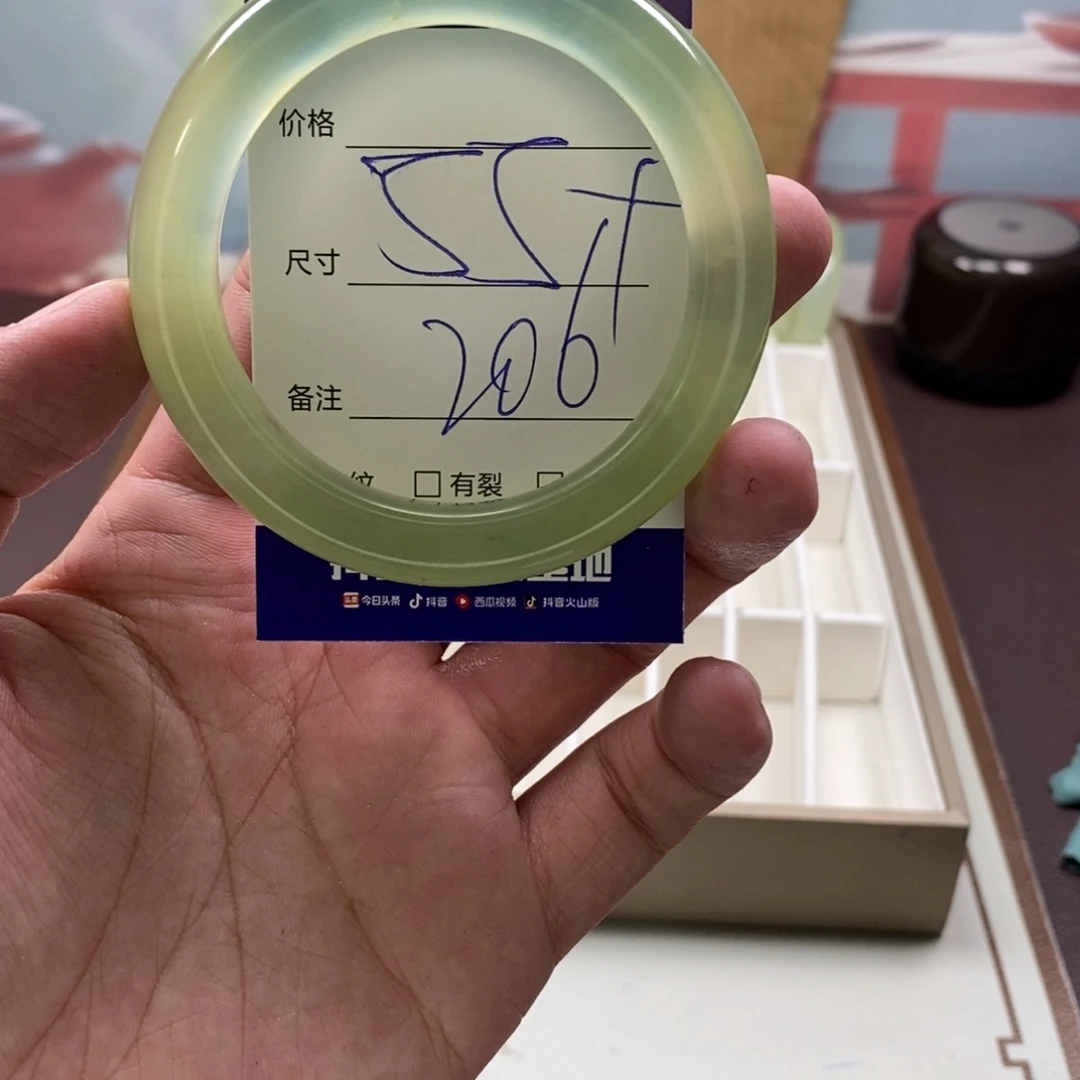 价格
55+
尺寸
206
备注
纹 □ 有裂 □
今日头条 抖音 西瓜视频 抖音火山版